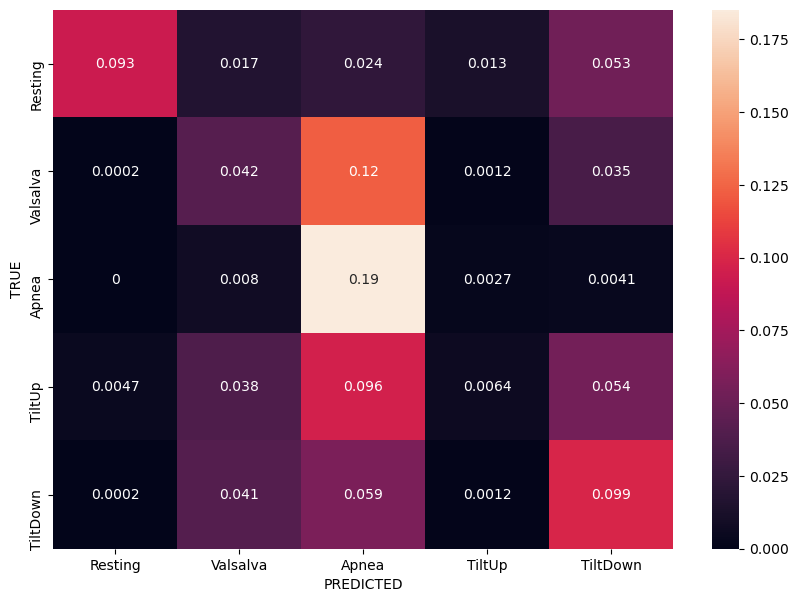 TRUE
Resting 0.093 0.017 0.024 0.013 0.053
Valsalva 0.0002 0.042 0.12 0.0012 0.035
Apnea 0 0.008 0.19 0.0027 0.0041
TiltUp 0.0047 0.038 0.096 0.0064 0.054
TiltDown 0.0002 0.041 0.059 0.0012 0.099
Resting Valsalva Apnea TiltUp TiltDown
PREDICTED
0.175
0.150
0.125
0.100
0.075
0.050
0.025
0.000